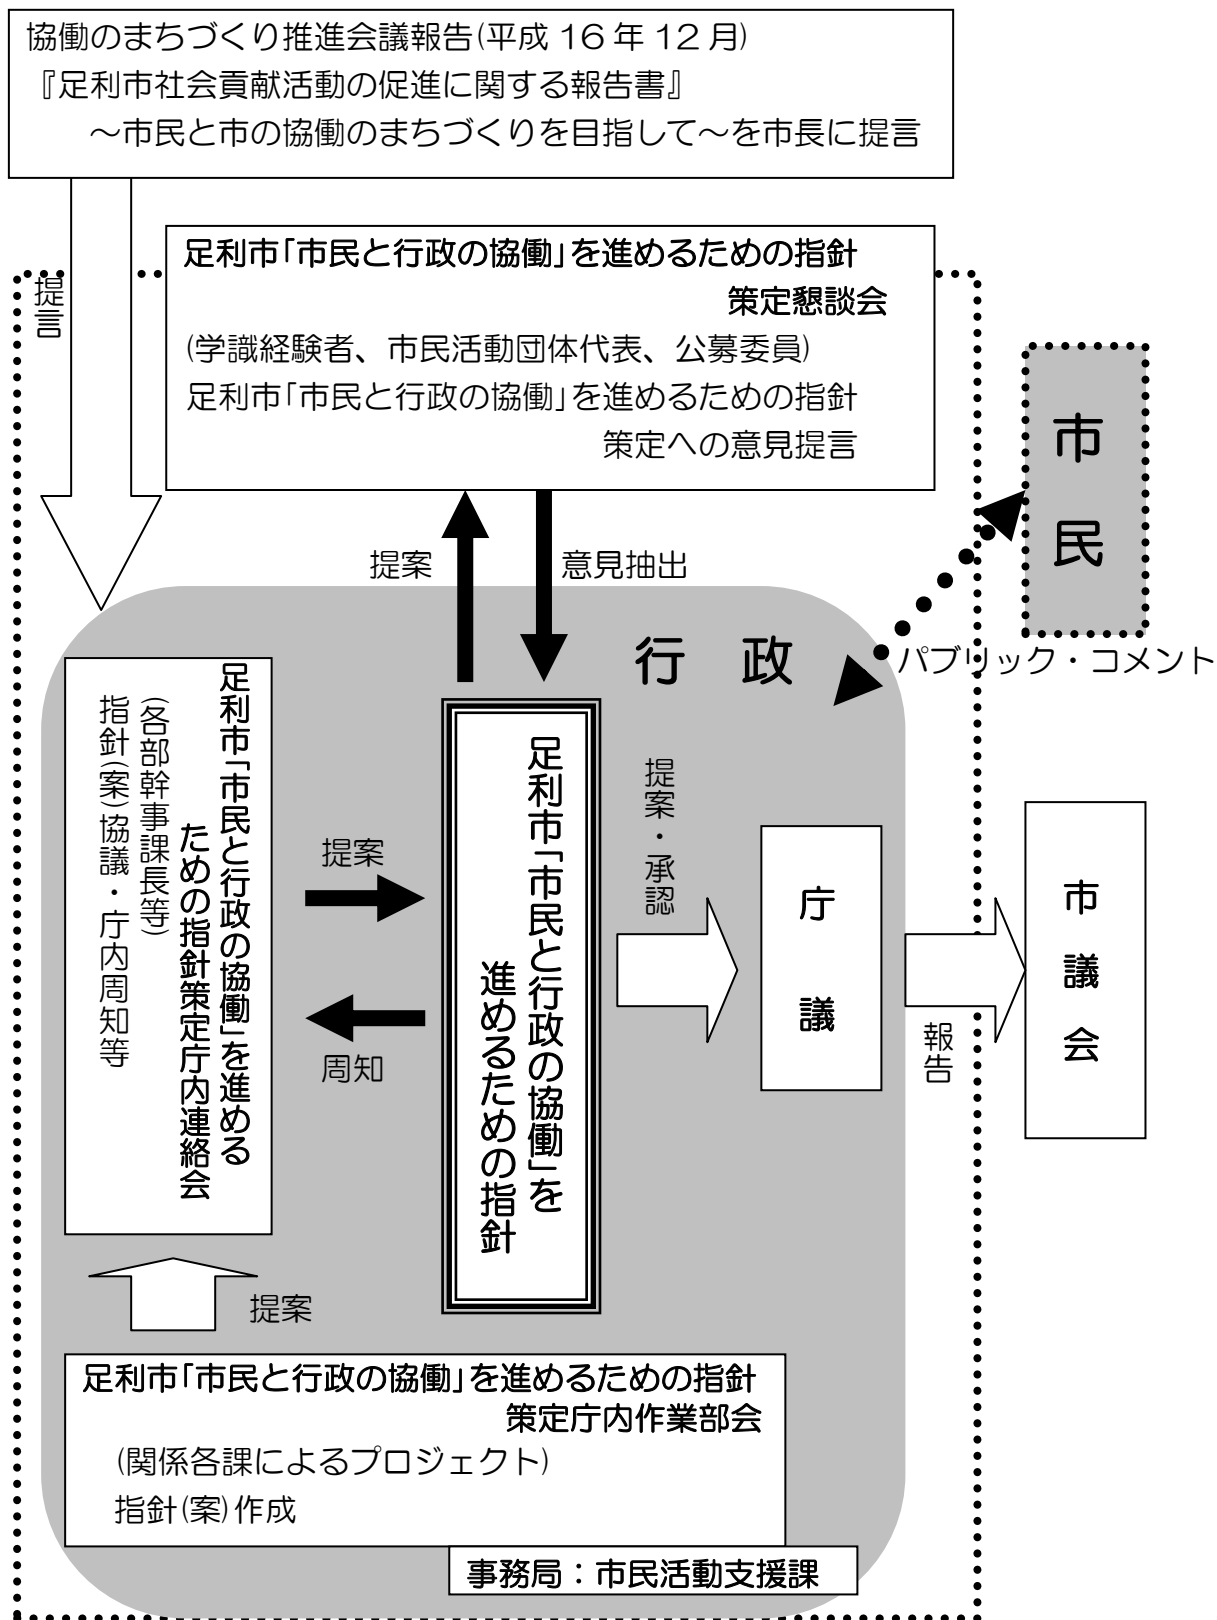 協働のまちづくり推進会議報告(平成 16 年 12 月)
『足利市社会貢献活動の促進に関する報告書』
～市民と市の協働のまちづくりを目指して～を市長に提言
提言
足利市「市民と行政の協働」を進めるための指針
策定懇談会
(学識経験者、市民活動団体代表、公募委員)
足利市「市民と行政の協働」を進めるための指針
策定への意見提言
市民
提案
意見抽出
行 政
パブリック・コメント
足利市「市民と行政の協働」を進める
ための指針策定庁内連絡会
(各部幹事課長等)
指針(案)協議・庁内周知等
提案
周知
足利市「市民と行政の協働」を
進めるための指針
提案・承認
庁議
報告
市議会
提案
足利市「市民と行政の協働」を進めるための指針
策定庁内作業部会
(関係各課によるプロジェクト)
指針(案)作成
事務局：市民活動支援課